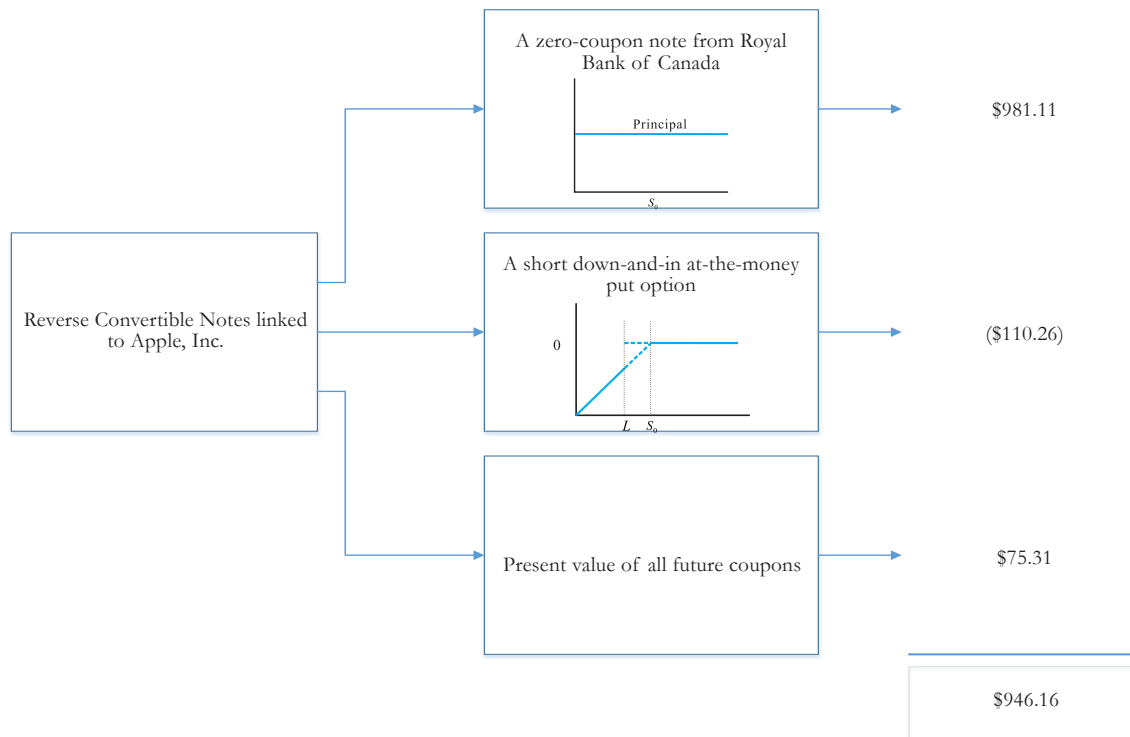 A zero-coupon note from Royal
Bank of Canada
Principal
S₀
$981.11
Reverse Convertible Notes linked
to Apple, Inc.
A short down-and-in at-the-money
put option
0
L S₀
($110.26)
Present value of all future coupons
$75.31
$946.16